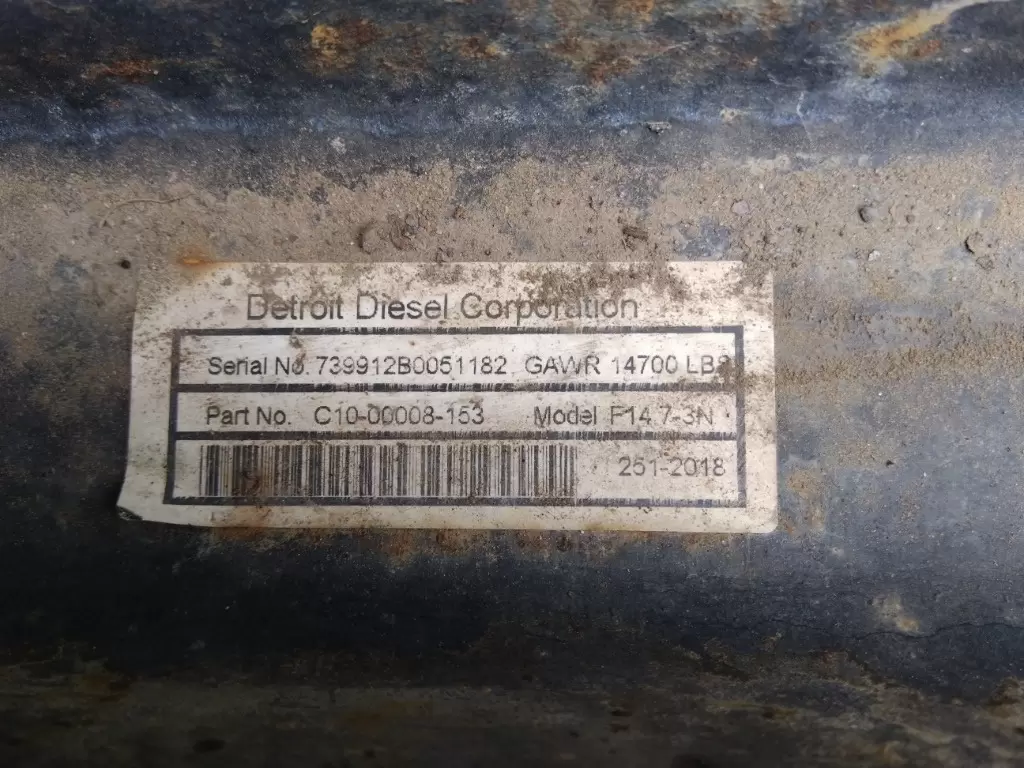 Detroit Diesel Corporation
Serial No. 739912B0051182 GAWR 14700 LBS
Part No. C10-00008-153 Model F14.7-3N
251-2018